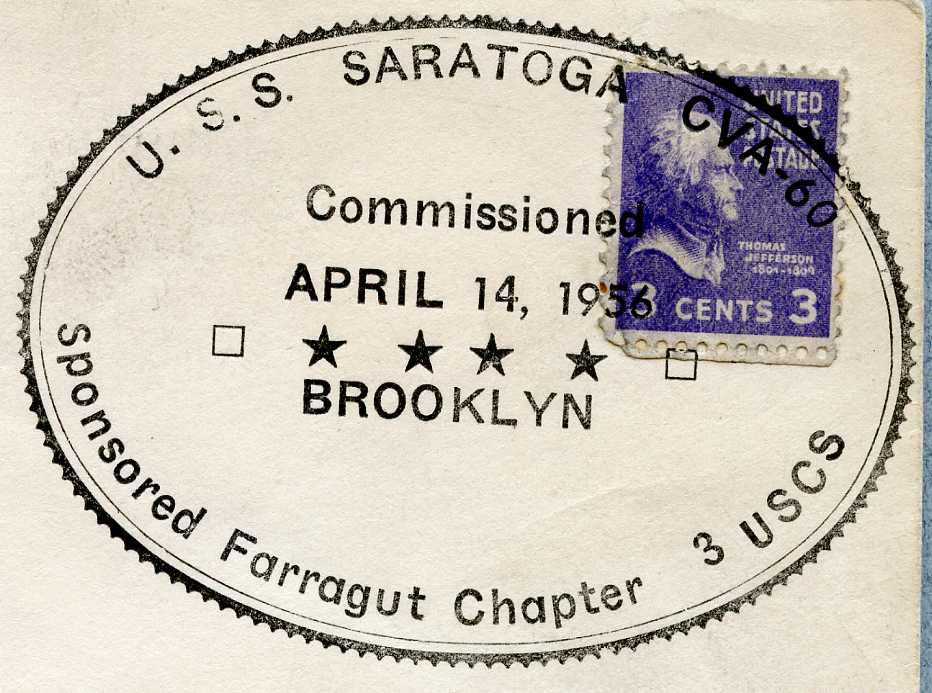 U. S. S. SARATOGA CVA-60
Commissioned
APRIL 14, 1956
BROOKLYN
Sponsored Farragut Chapter 3 USCS
UNITED
STATES
POSTAGE
THOMAS
JEFFERSON
1801-1809
3 CENTS 3